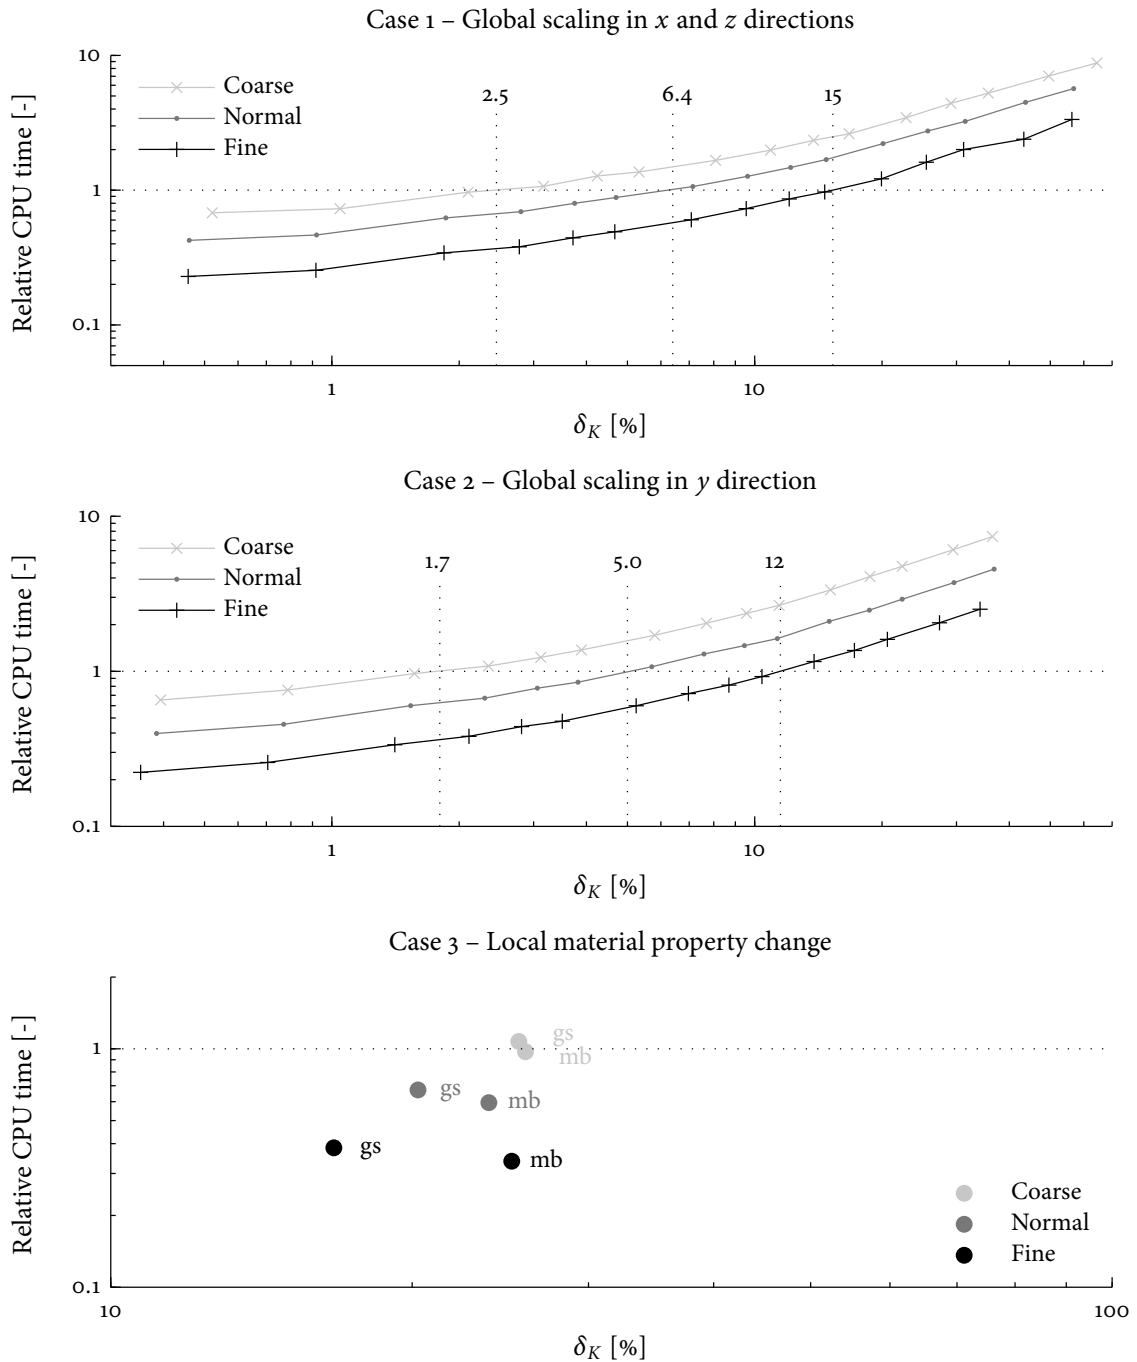 Case 1 – Global scaling in x and z directions
Relative CPU time [-]
10
1
0.1
Coarse
Normal
Fine
2.5 6.4 15
1 10
δK [%]
Case 2 – Global scaling in y direction
Relative CPU time [-]
10
1
0.1
Coarse
Normal
Fine
1.7 5.0 12
1 10
δK [%]
Case 3 – Local material property change
Relative CPU time [-]
1
0.1
gs
mb
gs mb
gs mb
Coarse
Normal
Fine
10 100
δK [%]